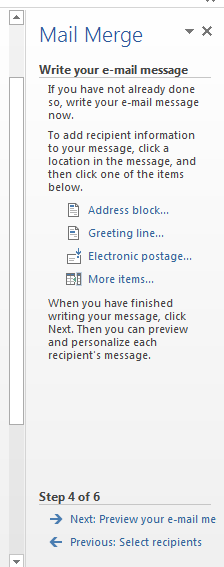 Mail Merge
Write your e-mail message
If you have not already done
so, write your e-mail message
now.
To add recipient information
to your message, click a
location in the message, and
then click one of the items
below.
Address block...
Greeting line...
Electronic postage...
More items...
When you have finished
writing your message, click
Next. Then you can preview
and personalize each
recipient's message.
Step 4 of 6
Next: Preview your e-mail me
Previous: Select recipients